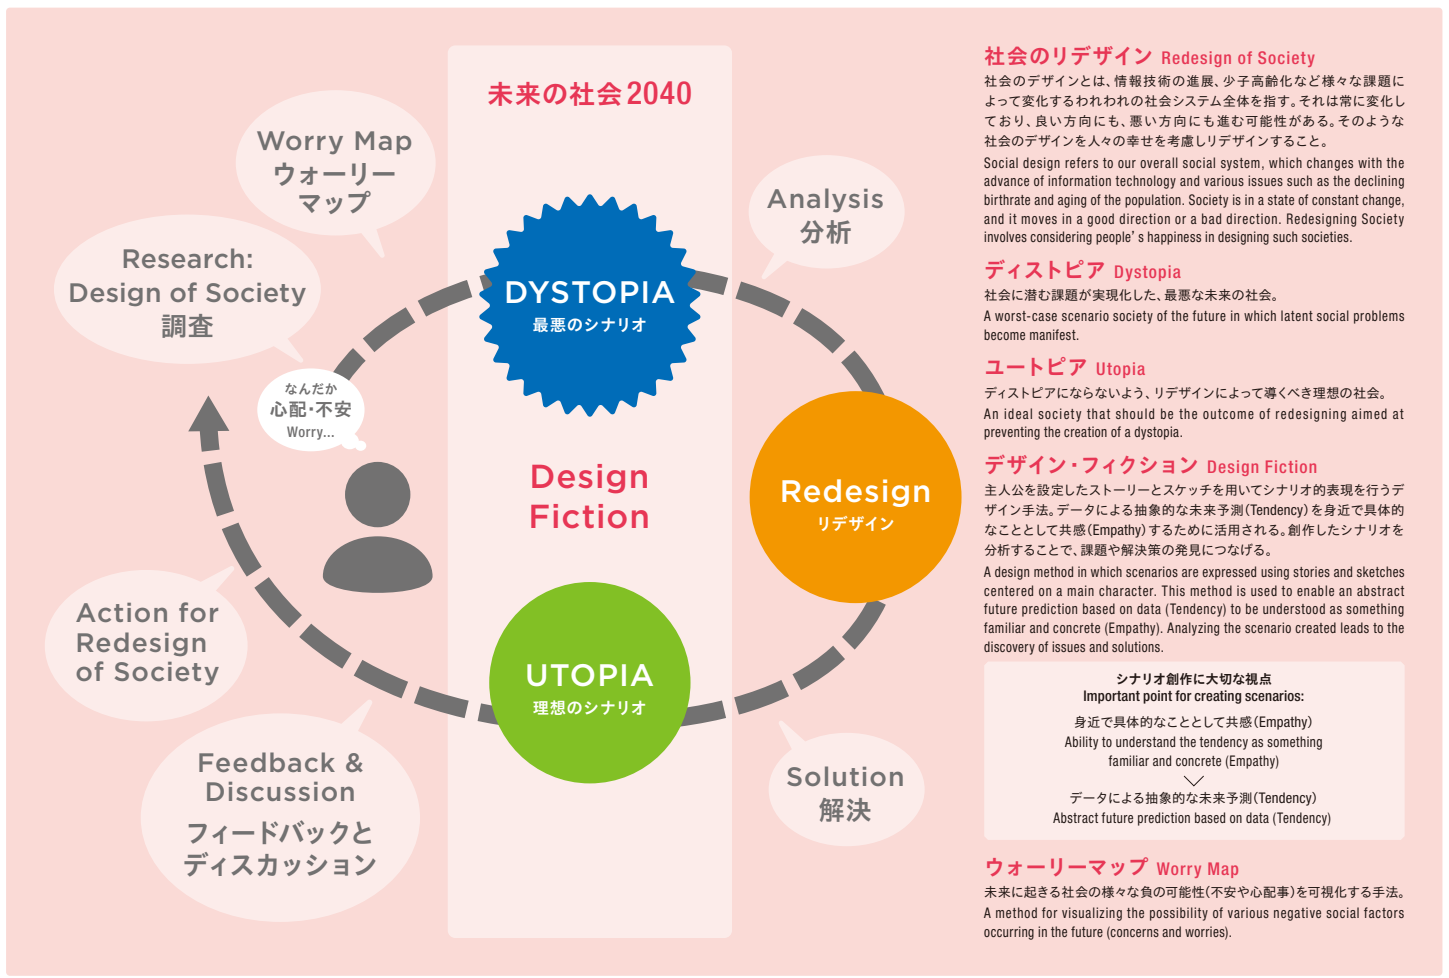 未来の社会2040
Worry Map
ウォーリー
マップ
Research:
Design of Society
調査
なんだか
心配・不安
Worry...
DYSTOPIA
最悪のシナリオ
Analysis
分析
Design
Fiction
Redesign
リデザイン
UTOPIA
理想のシナリオ
Solution
解決
Action for
Redesign
of Society
Feedback &
Discussion
フィードバックと
ディスカッション
社会のリデザイン Redesign of Society
社会のデザインとは、情報技術の進展、少子高齢化など様々な課題に
よって変化するわれわれの社会システム全体を指す。それは常に変化し
ており、良い方向にも、悪い方向にも進む可能性がある。そのような
社会のデザインを人々の幸せを考慮しリデザインすること。
Social design refers to our overall social system, which changes with the
advance of information technology and various issues such as the declining
birthrate and aging of the population. Society is in a state of constant change,
and it moves in a good direction or a bad direction. Redesigning Society
involves considering people’s happiness in designing such societies.
ディストピア Dystopia
社会に潜む課題が実現化した、最悪な未来の社会。
A worst-case scenario society of the future in which latent social problems
become manifest.
ユートピア Utopia
ディストピアにならないよう、リデザインによって導くべき理想の社会。
An ideal society that should be the outcome of redesigning aimed at
preventing the creation of a dystopia.
デザイン・フィクション Design Fiction
主人公を設定したストーリーとスケッチを用いてシナリオ的表現を行うデ
ザイン手法。データによる抽象的な未来予測(Tendency)を身近で具体的
なこととして共感(Empathy)するために活用される。創作したシナリオを
分析することで、課題や解決策の発見につなげる。
A design method in which scenarios are expressed using stories and sketches
centered on a main character. This method is used to enable an abstract
future prediction based on data (Tendency) to be understood as something
familiar and concrete (Empathy). Analyzing the scenario created leads to the
discovery of issues and solutions.
シナリオ創作に大切な視点
Important point for creating scenarios:
身近で具体的なこととして共感(Empathy)
Ability to understand the tendency as something
familiar and concrete (Empathy)
データによる抽象的な未来予測(Tendency)
Abstract future prediction based on data (Tendency)
ウォーリーマップ Worry Map
未来に起きる社会の様々な負の可能性(不安や心配事)を可視化する手法。
A method for visualizing the possibility of various negative social factors
occurring in the future (concerns and worries).